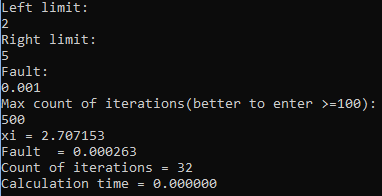 Left limit:
2
Right limit:
5
Fault:
0.001
Max count of iterations(better to enter >=100):
500
xi = 2.707153
Fault  = 0.000263
Count of iterations = 32
Calculation time = 0.000000